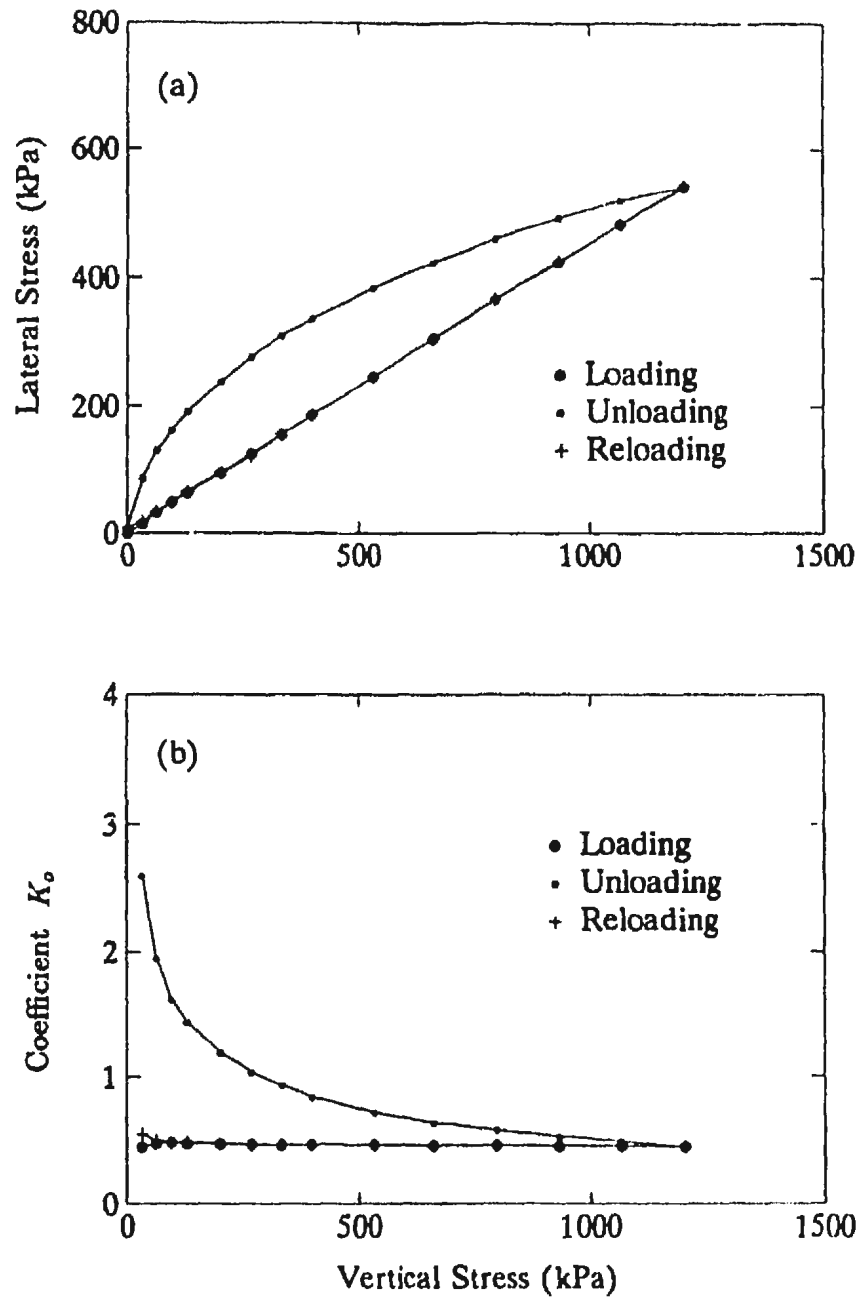 800
(a)
600
Lateral Stress (kPa)
400
Loading
Unloading
200
Reloading
0
0 500 1000 1500
4
(b)
3
Loading
Unloading
Reloading
Coefficient K_o
2
1
0
0 500 1000 1500
Vertical Stress (kPa)